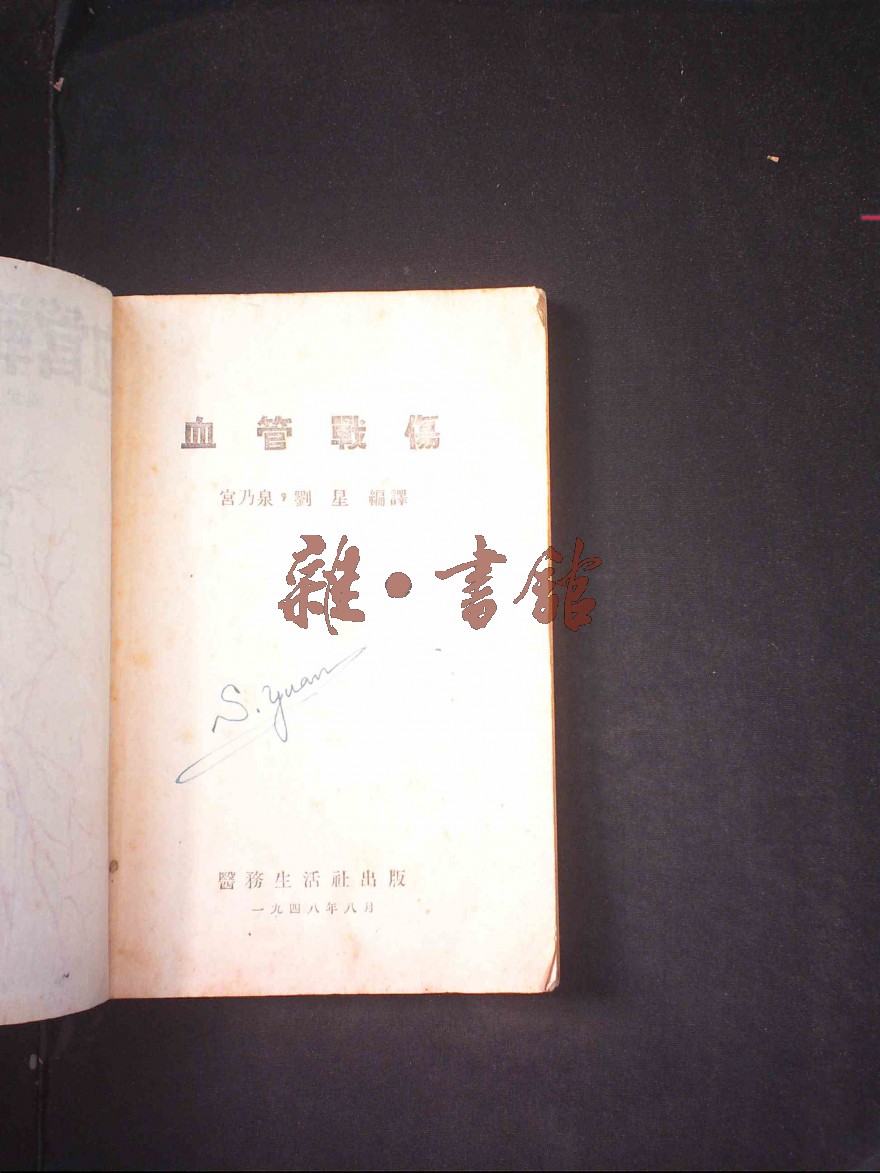 血管戰傷
宮乃泉，劉星 編譯
雜·書館
S. Yuan
醫務生活社出版
一九四八年八月